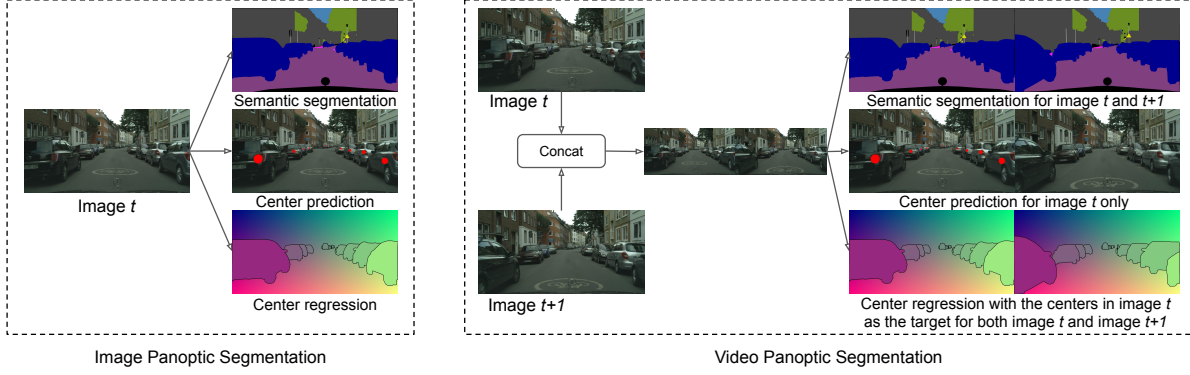 Semantic segmentation
Image t
Center prediction
Center regression
Image Panoptic Segmentation
Image t
Concat
Image t+1
Semantic segmentation for image t and t+1
Center prediction for image t only
Center regression with the centers in image t
as the target for both image t and image t+1
Video Panoptic Segmentation